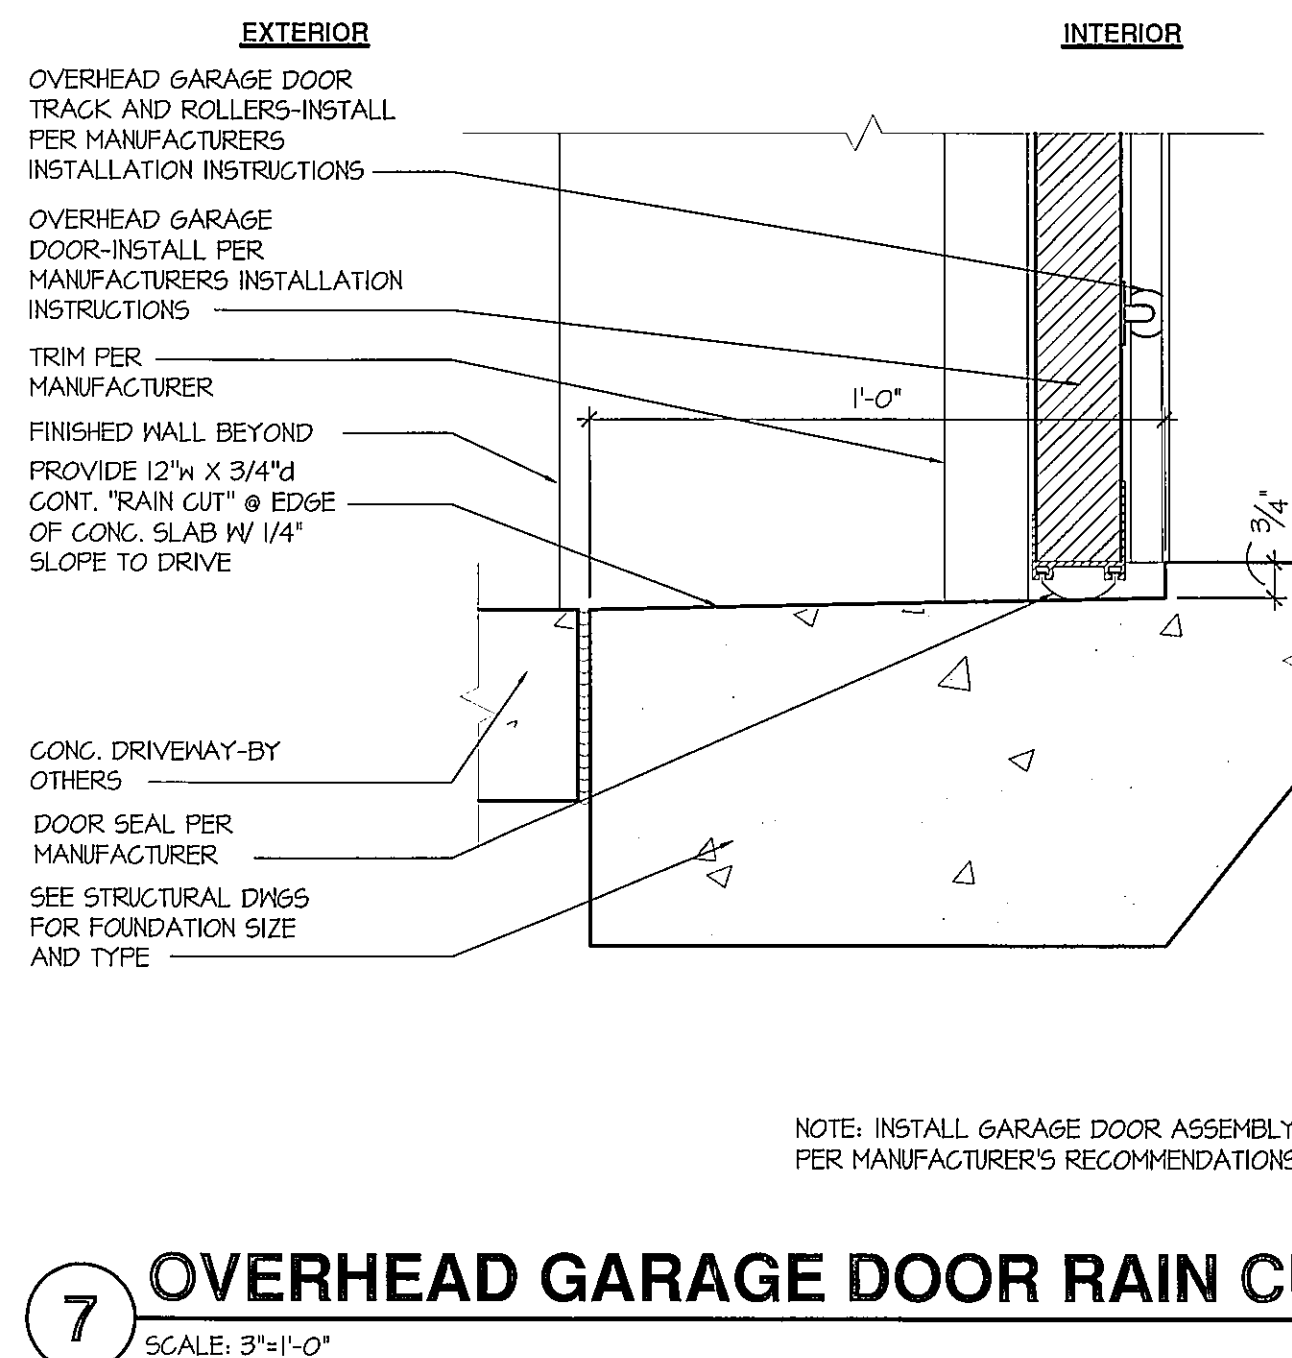 EXTERIOR
INTERIOR
OVERHEAD GARAGE DOOR
TRACK AND ROLLERS-INSTALL
PER MANUFACTURERS
INSTALLATION INSTRUCTIONS
OVERHEAD GARAGE
DOOR-INSTALL PER
MANUFACTURERS INSTALLATION
INSTRUCTIONS
TRIM PER
MANUFACTURER
1'-0"
FINISHED WALL BEYOND
PROVIDE 12"w X 3/4"d
CONT. "RAIN CUT" @ EDGE
OF CONC. SLAB W/ 1/4"
SLOPE TO DRIVE
3/4"
CONC. DRIVEWAY-BY
OTHERS
DOOR SEAL PER
MANUFACTURER
SEE STRUCTURAL DWGS
FOR FOUNDATION SIZE
AND TYPE
NOTE: INSTALL GARAGE DOOR ASSEMBLY
PER MANUFACTURER'S RECOMMENDATIONS
7
OVERHEAD GARAGE DOOR RAIN
SCALE: 3"=1'-0"